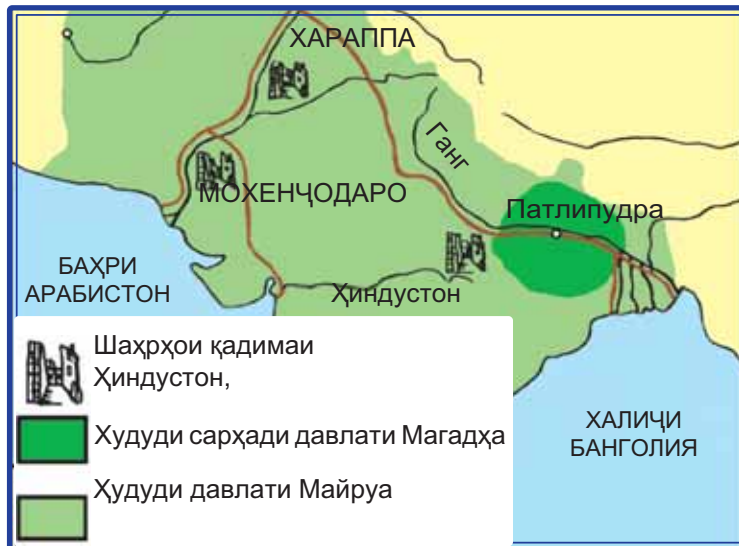 ХАРАППА
Ганг
МОХЕНҶОДАРО
Патлипудра
БАҲРИ
АРАБИСТОН
Ҳиндустон
Шаҳрҳои қадимаи
Ҳиндустон,
Худуди сарҳади давлати Магадҳа
Ҳудуди давлати Майруа
ХАЛИҶИ
БАНГОЛИЯ